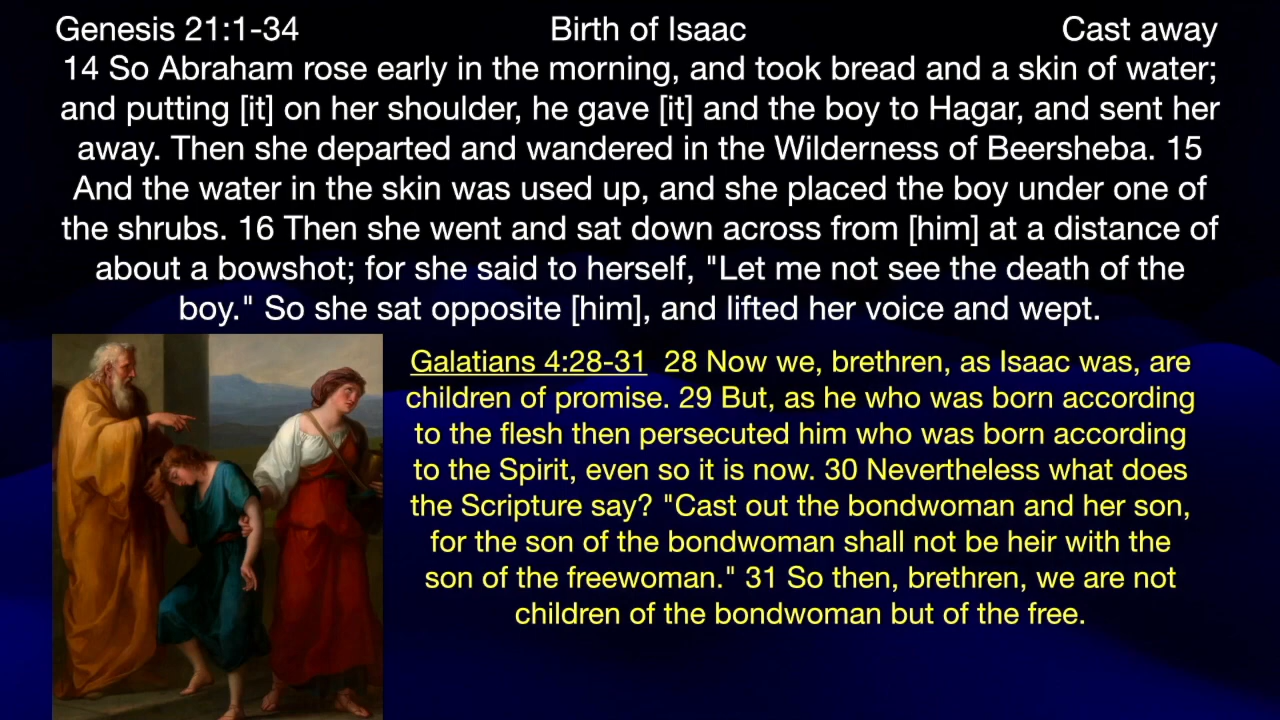 Genesis 21:1-34 Birth of Isaac Cast away
14 So Abraham rose early in the morning, and took bread and a skin of water;
and putting [it] on her shoulder, he gave [it] and the boy to Hagar, and sent her
away. Then she departed and wandered in the Wilderness of Beersheba. 15
And the water in the skin was used up, and she placed the boy under one of
the shrubs. 16 Then she went and sat down across from [him] at a distance of
about a bowshot; for she said to herself, "Let me not see the death of the
boy." So she sat opposite [him], and lifted her voice and wept.
Galatians 4:28-31 28 Now we, brethren, as Isaac was, are
children of promise. 29 But, as he who was born according
to the flesh then persecuted him who was born according
to the Spirit, even so it is now. 30 Nevertheless what does
the Scripture say? "Cast out the bondwoman and her son,
for the son of the bondwoman shall not be heir with the
son of the freewoman." 31 So then, brethren, we are not
children of the bondwoman but of the free.